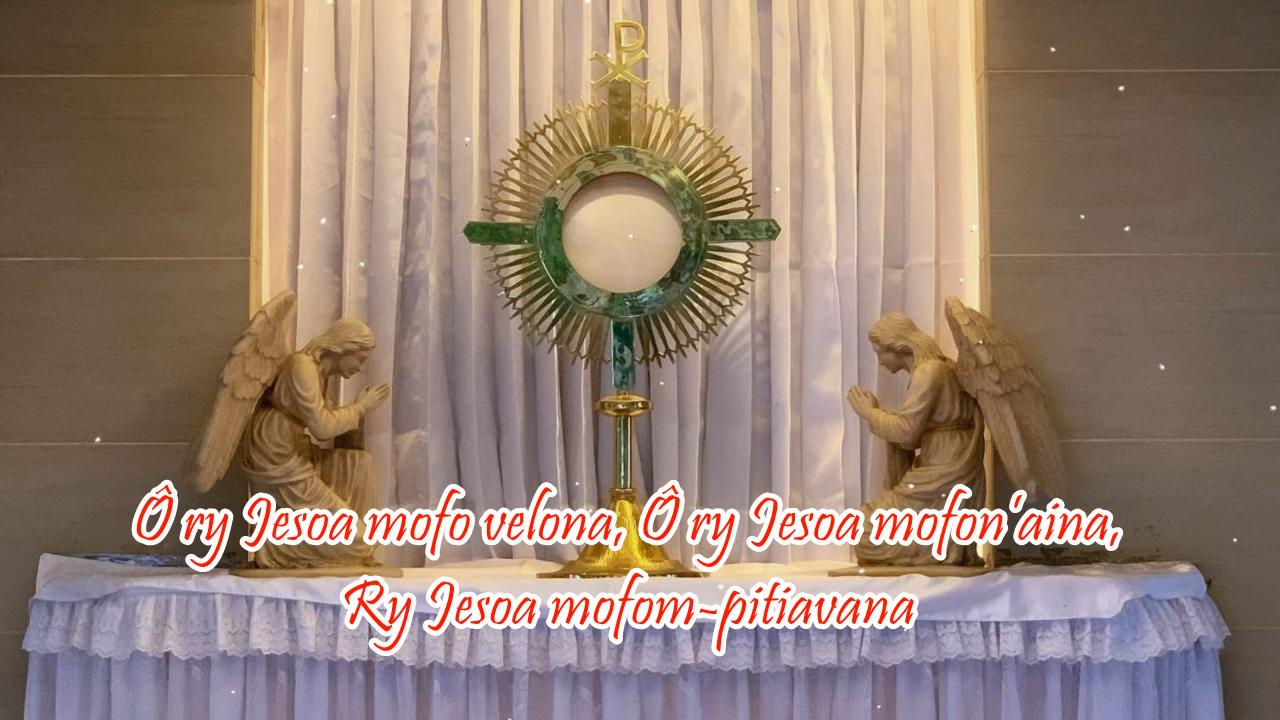 Ô ry Jesoa mofo velona, Ô ry Jesoa mofon'aina,
Ry Jesoa mofom-pitiavana